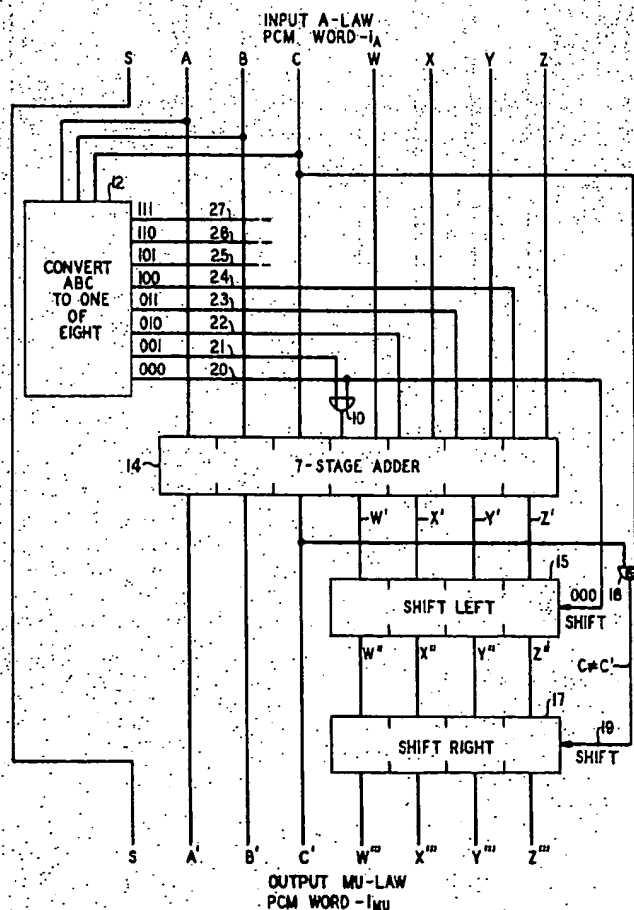 INPUT A-LAW
PCM WORD-iA
S A B C W X Y Z
12
CONVERT
ABC
TO ONE
OF
EIGHT
111 27
110 26
101 25
100 24
011 23
010 22
001 21
000 20
10
14 7-STAGE ADDER
W' X' Y' Z'
15
SHIFT LEFT
000
SHIFT
18
W" X" Y" Z"
C≠C'
17
SHIFT RIGHT
19
SHIFT
S A' B' C' W''' X''' Y''' Z'''
OUTPUT MU-LAW
PCM WORD-iMU